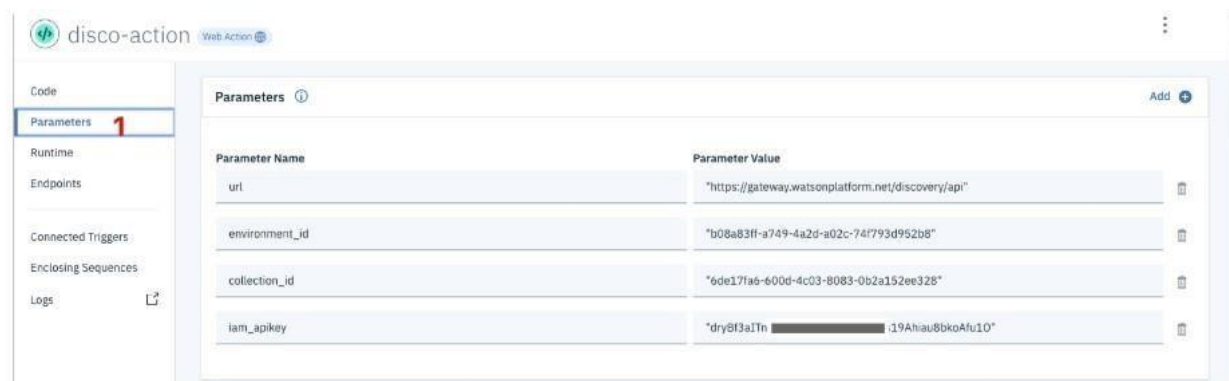 disco-action Web Action
Code
Parameters 1
Runtime
Endpoints
Connected Triggers
Enclosing Sequences
Logs
Parameters
Add
Parameter Name Parameter Value
url "https://gateway.watsonplatform.net/discovery/api"
environment_id "b08a83ff-a749-4a2d-a02c-74f793d952b8"
collection_id "6de17fa6-600d-4c03-8083-0b2a152ee328"
iam_apikey